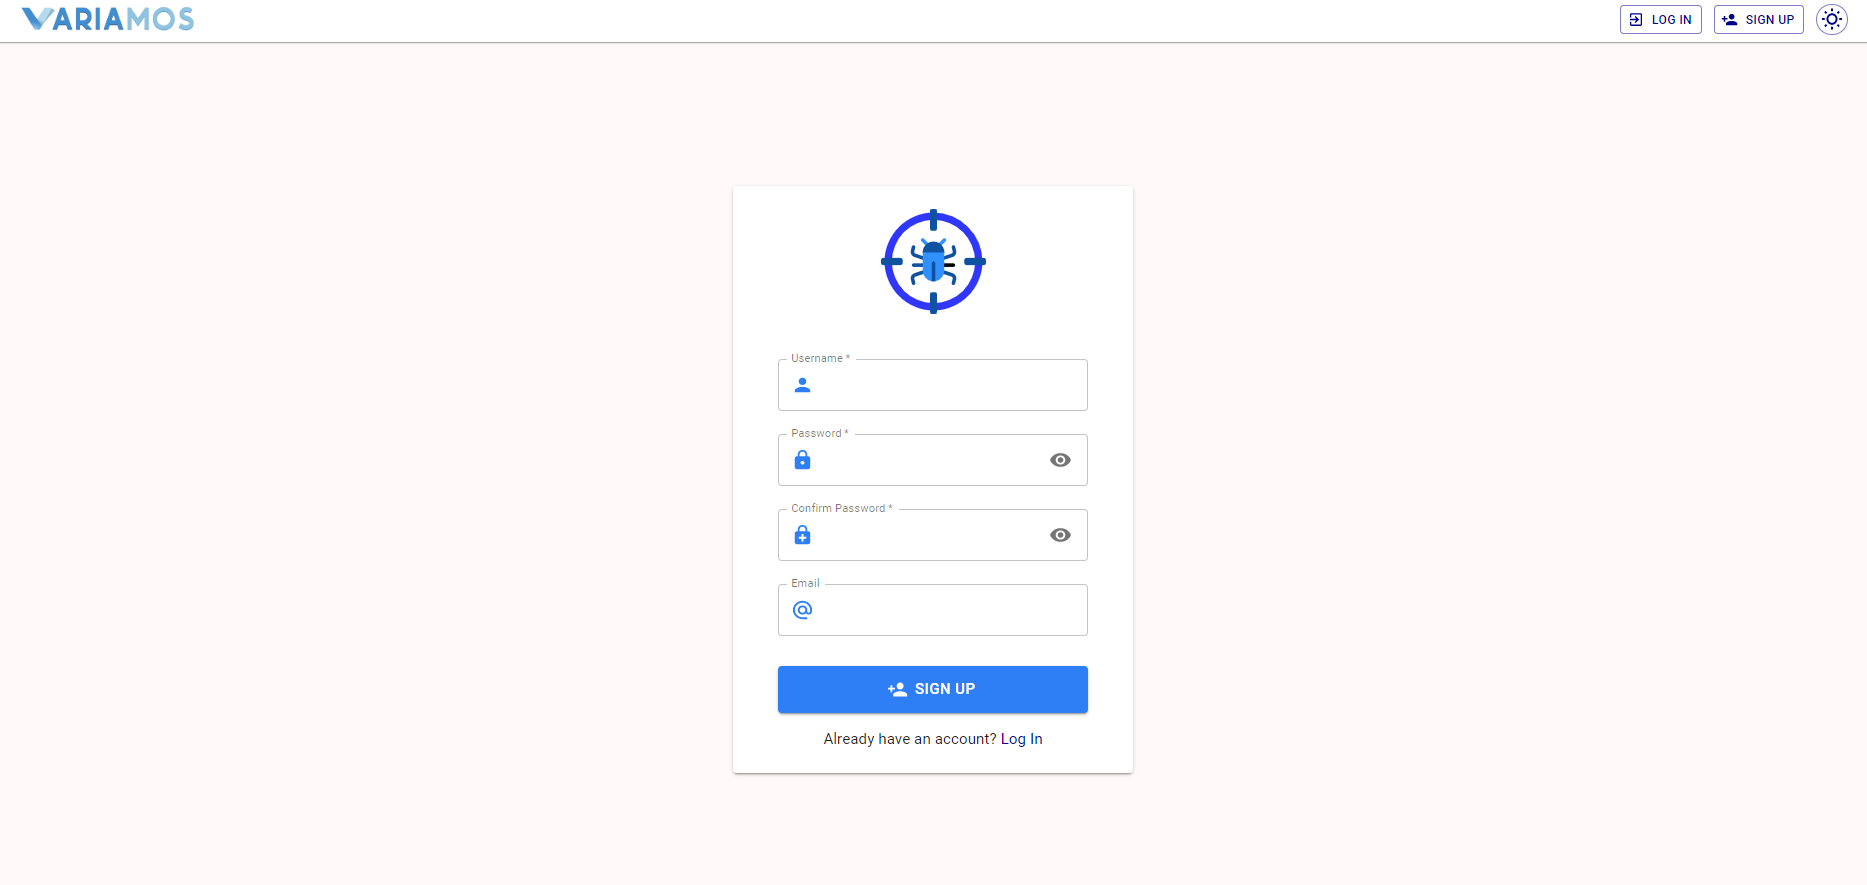 VARIAMOS
LOG IN
SIGN UP
Username *
Password *
Confirm Password *
Email
SIGN UP
Already have an account? Log In